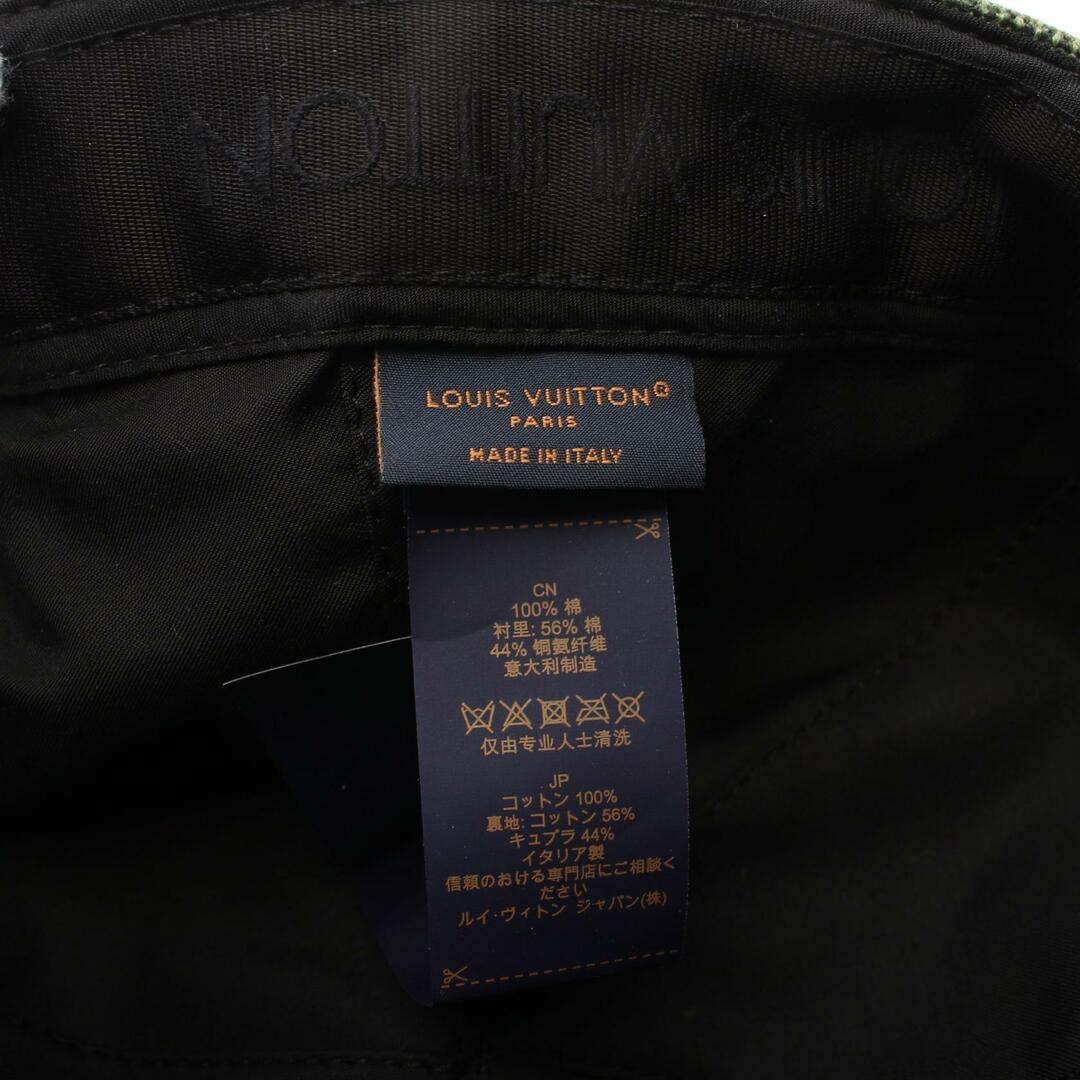 LOUIS VUITTON
LOUIS VUITTON®
PARIS
MADE IN ITALY
CN
100% 棉
衬里: 56% 棉
44% 铜氨纤维
意大利制造
仅由专业人士清洗
JP
コットン 100%
裏地: コットン 56%
キュプラ 44%
イタリア製
信頼のおける専門店にご相談く
ださい
ルイ·ヴィトン ジャパン(株)